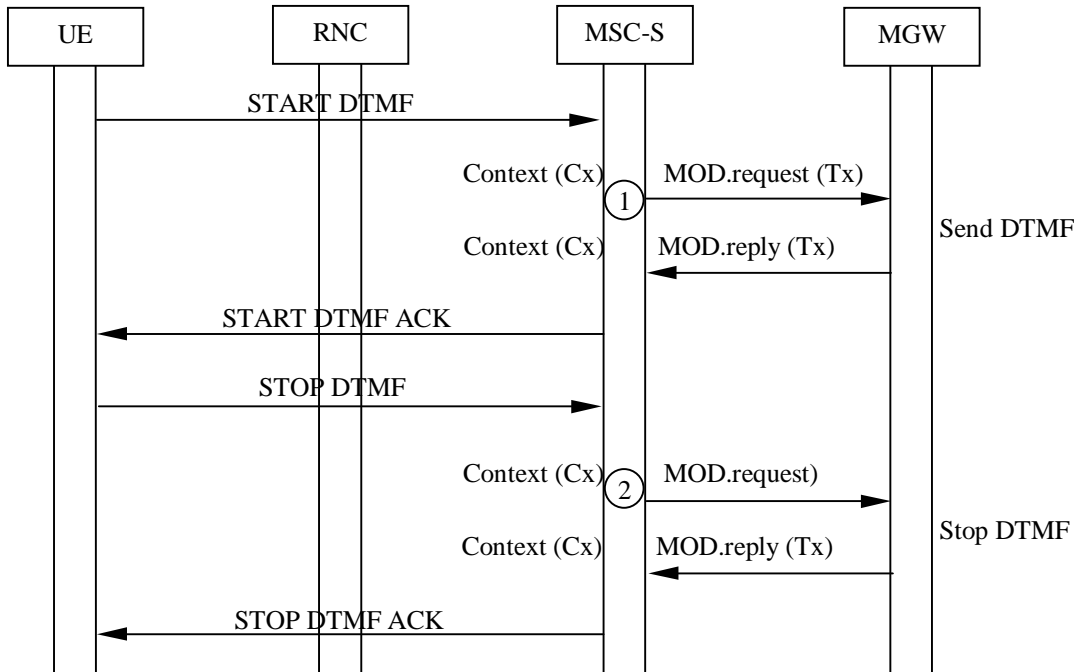 UE
RNC
MSC-S
MGW
START DTMF
Context (Cx)
MOD.request (Tx)
1
Send DTMF
Context (Cx)
MOD.reply (Tx)
START DTMF ACK
STOP DTMF
Context (Cx)
MOD.request)
2
Stop DTMF
Context (Cx)
MOD.reply (Tx)
STOP DTMF ACK